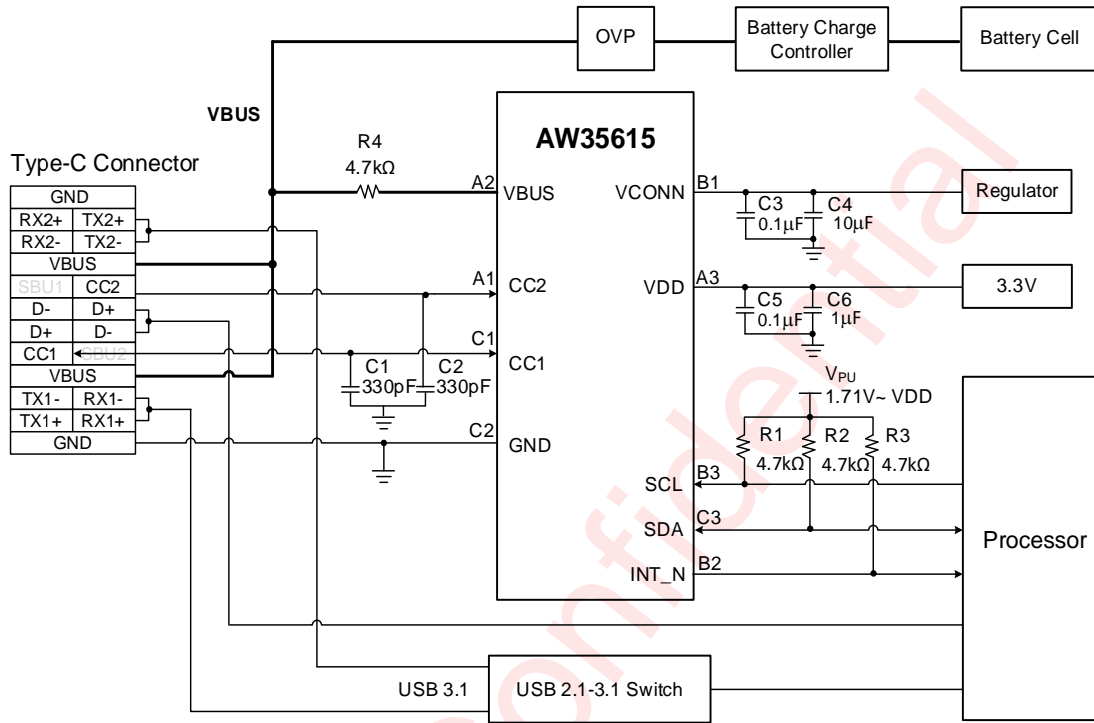 OVP
Battery Charge
Controller
Battery Cell
VBUS
AW35615
R4
4.7kΩ
A2
VBUS
VCONN
B1
Regulator
C3
0.1µF
C4
10µF
Type-C Connector
GND
RX2+ TX2+
RX2- TX2-
VBUS
SBU1 CC2
D- D+
D+ D-
CC1 SBU2
VBUS
TX1- RX1-
TX1+ RX1+
GND
A1
CC2
VDD
A3
3.3V
C5
0.1µF
C6
1µF
C1
CC1
C1
330pF
C2
330pF
VPU
1.71V~ VDD
C2
GND
R1
4.7kΩ
R2
4.7kΩ
R3
4.7kΩ
SCL
B3
SDA
C3
INT_N
B2
Processor
USB 3.1
USB 2.1-3.1 Switch
Confidential